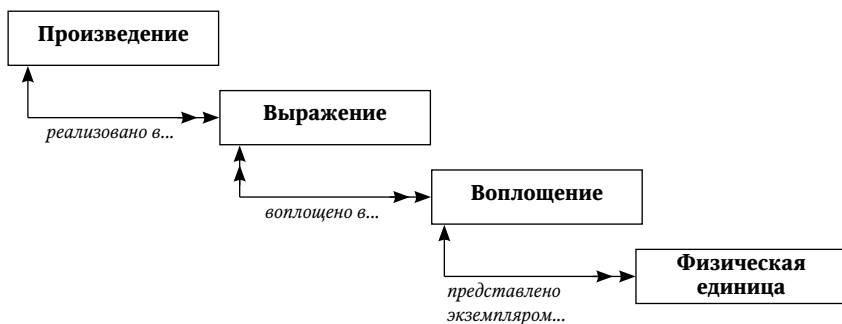 Произведение
реализовано в...
Выражение
воплощено в...
Воплощение
представлено
экземпляром...
Физическая
единица